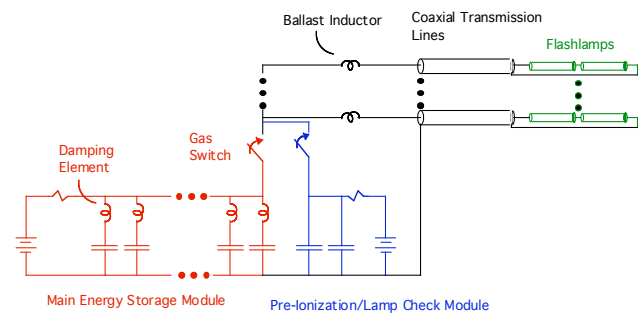 Ballast Inductor
Coaxial Transmission
Lines
Flashlamps
Gas
Switch
Damping
Element
Main Energy Storage Module
Pre-Ionization/Lamp Check Module